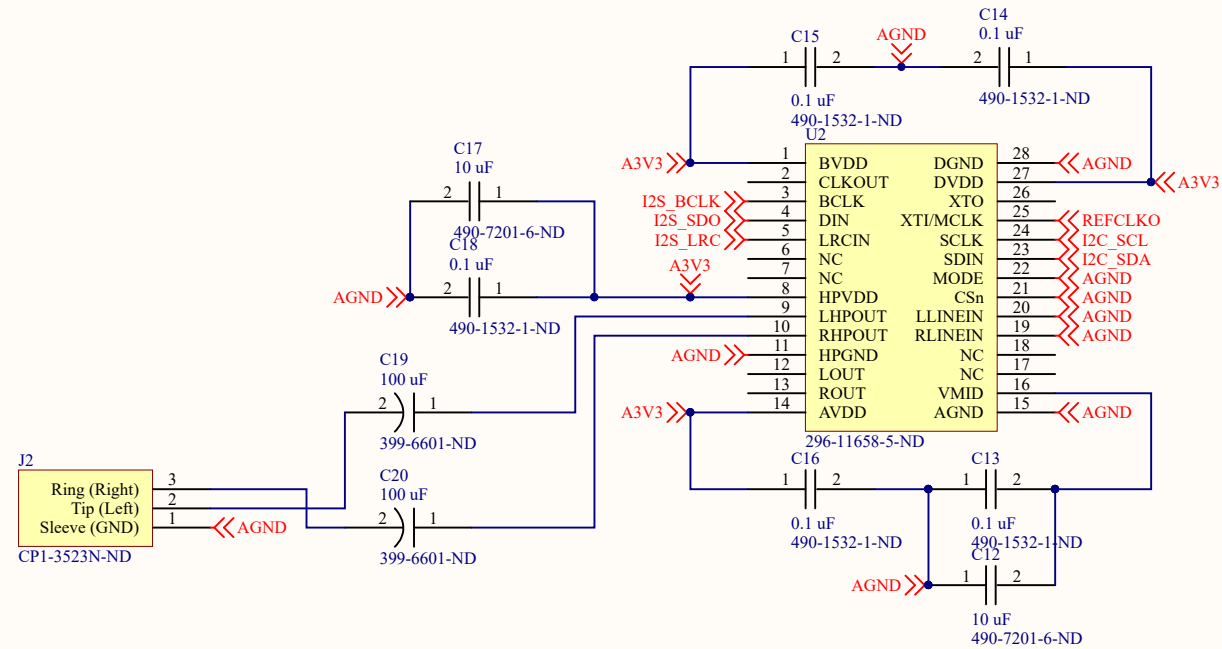 C14
0.1 uF
C15
AGND
1 2
2 1
0.1 uF
490-1532-1-ND
490-1532-1-ND
U2
C17
10 uF
2 1
490-7201-6-ND
C18
0.1 uF
AGND
2 1
490-1532-1-ND
A3V3
A3V3
1 BVDD DGND 28 AGND
2 CLKOUT DVDD 27 A3V3
I2S_BCLK 3 BCLK XTO 26
I2S_SDO 4 DIN XTI/MCLK 25 REFCLKO
I2S_LRC 5 LRCIN SCLK 24 I2C_SCL
6 NC SDIN 23 I2C_SDA
7 NC MODE 22 AGND
8 HPVDD CSn 21 AGND
9 LHPOUT LLINEIN 20 AGND
10 RHPOUT RLINEIN 19 AGND
AGND 11 HPGND NC 18
12 LOUT NC 17
13 ROUT VMID 16
A3V3 14 AVDD AGND 15 AGND
296-11658-5-ND
C19
100 uF
2 1
399-6601-ND
C20
100 uF
2 1
399-6601-ND
J2
Ring (Right) 3
Tip (Left) 2
Sleeve (GND) 1 AGND
CP1-3523N-ND
C16
1 2
0.1 uF
490-1532-1-ND
C13
1 2
0.1 uF
490-1532-1-ND
C12
AGND
1 2
10 uF
490-7201-6-ND